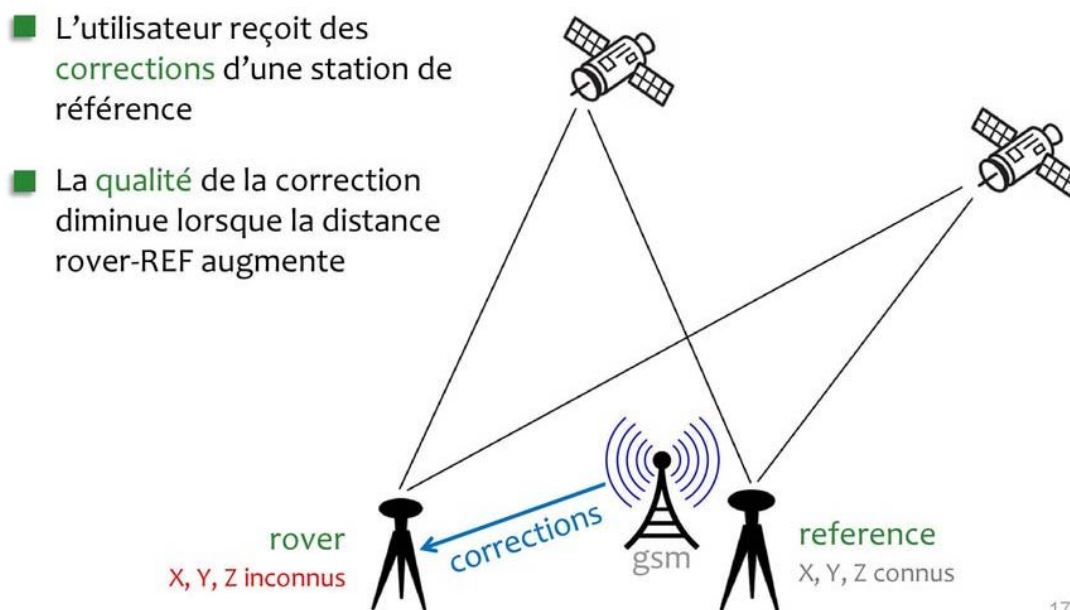 L'utilisateur reçoit des
corrections d'une station de
référence
La qualité de la correction
diminue lorsque la distance
rover-REF augmente
rover
X, Y, Z inconnus
corrections
gsm
reference
X, Y, Z connus
17